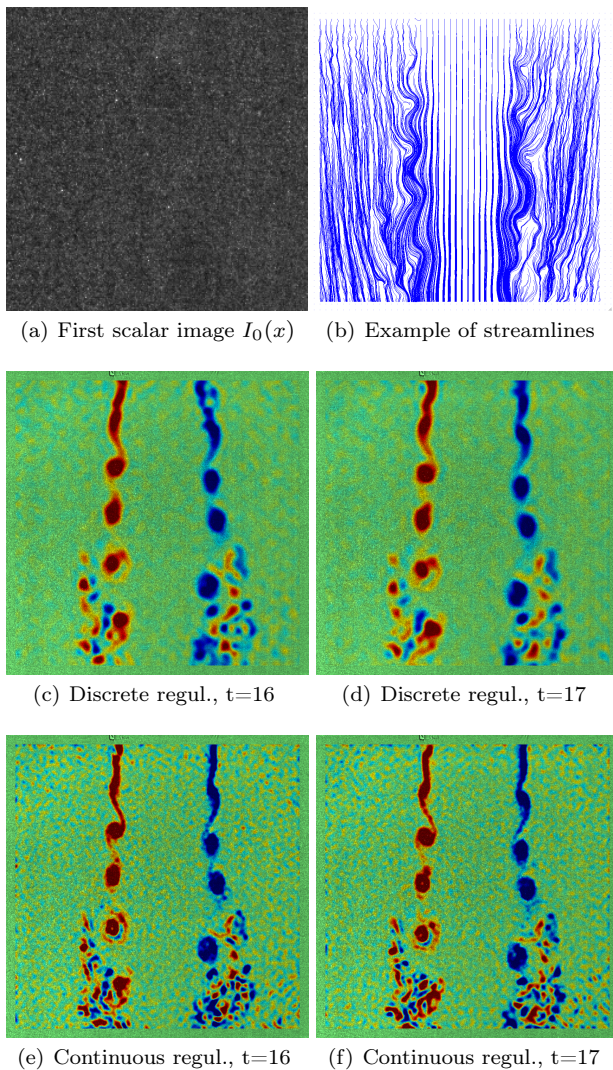 (a) First scalar image I₀(x)
(b) Example of streamlines
(c) Discrete regul., t=16
(d) Discrete regul., t=17
(e) Continuous regul., t=16
(f) Continuous regul., t=17